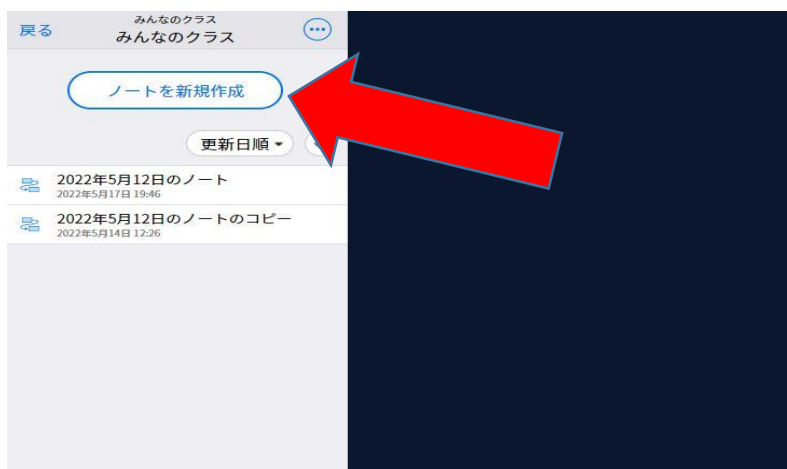 みんなのクラス
戻る
みんなのクラス
ノートを新規作成
更新日順
2022年5月12日のノート
2022年5月17日 19:46
2022年5月12日のノートのコピー
2022年5月14日 12:26